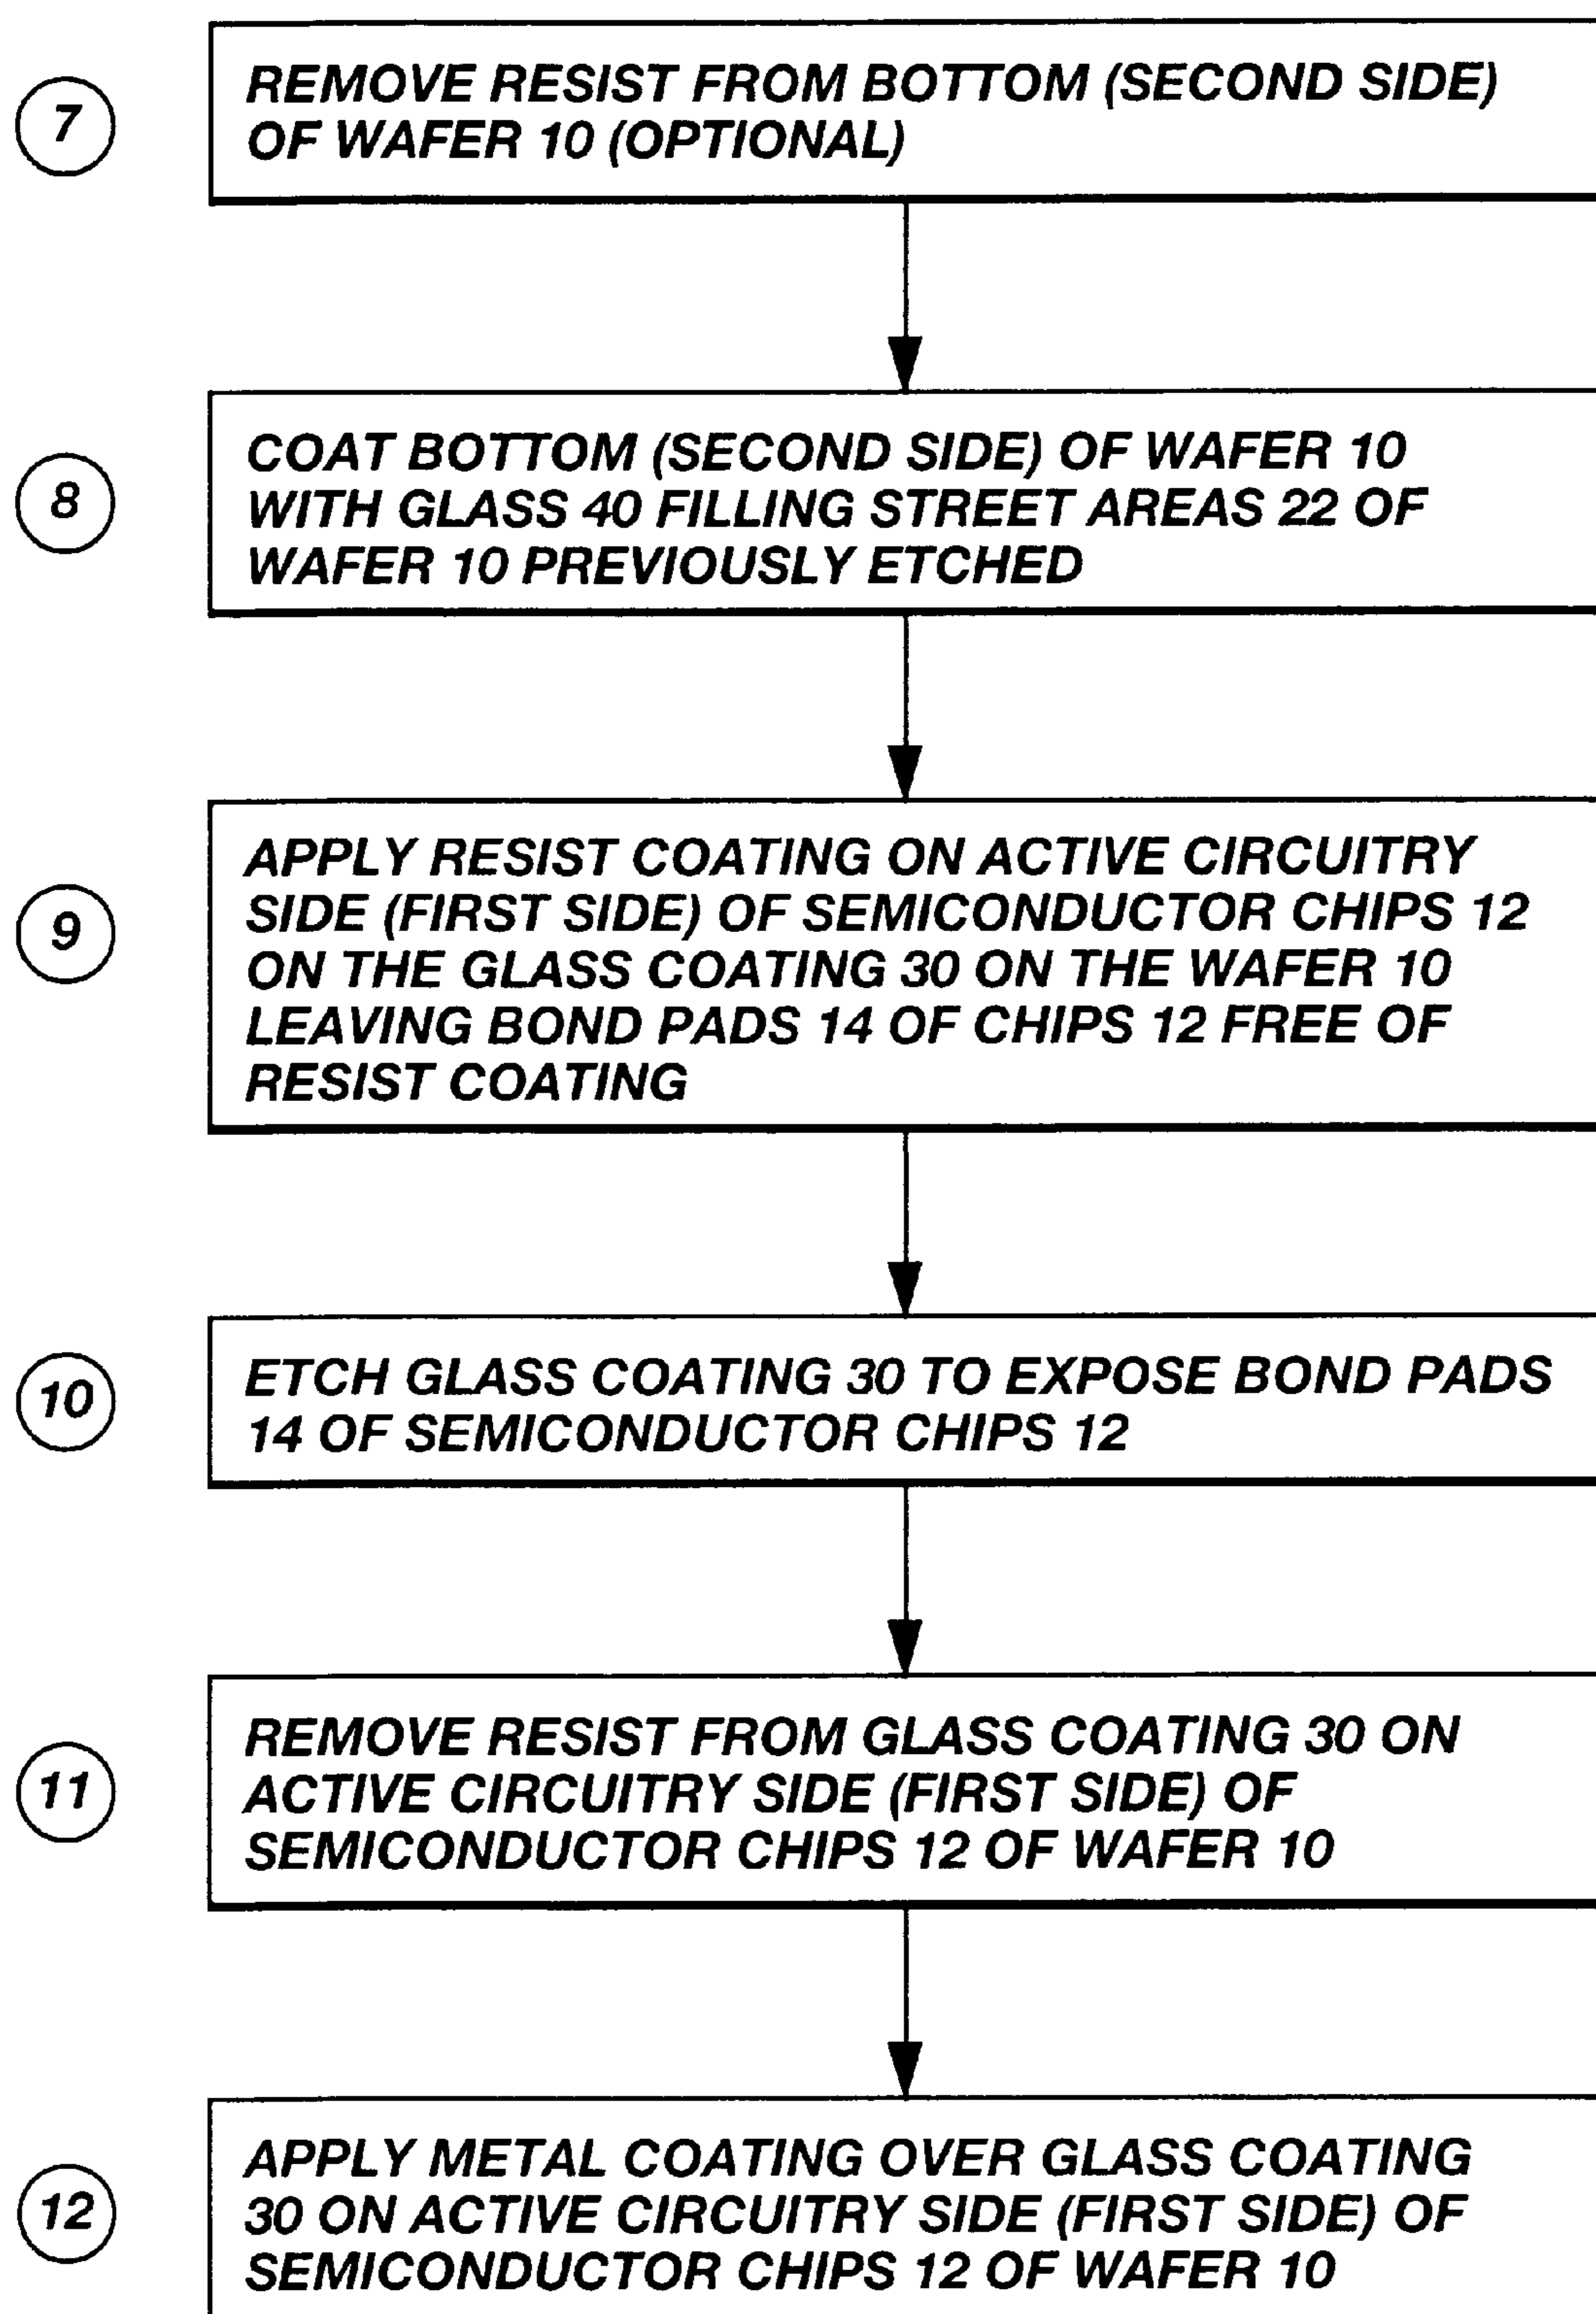 7
REMOVE RESIST FROM BOTTOM (SECOND SIDE)
OF WAFER 10 (OPTIONAL)
8
COAT BOTTOM (SECOND SIDE) OF WAFER 10
WITH GLASS 40 FILLING STREET AREAS 22 OF
WAFER 10 PREVIOUSLY ETCHED
9
APPLY RESIST COATING ON ACTIVE CIRCUITRY
SIDE (FIRST SIDE) OF SEMICONDUCTOR CHIPS 12
ON THE GLASS COATING 30 ON THE WAFER 10
LEAVING BOND PADS 14 OF CHIPS 12 FREE OF
RESIST COATING
10
ETCH GLASS COATING 30 TO EXPOSE BOND PADS
14 OF SEMICONDUCTOR CHIPS 12
11
REMOVE RESIST FROM GLASS COATING 30 ON
ACTIVE CIRCUITRY SIDE (FIRST SIDE) OF
SEMICONDUCTOR CHIPS 12 OF WAFER 10
12
APPLY METAL COATING OVER GLASS COATING
30 ON ACTIVE CIRCUITRY SIDE (FIRST SIDE) OF
SEMICONDUCTOR CHIPS 12 OF WAFER 10